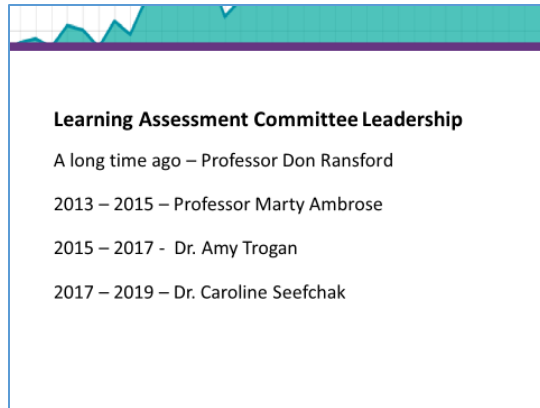 Learning Assessment Committee Leadership
A long time ago – Professor Don Ransford
2013 – 2015 – Professor Marty Ambrose
2015 – 2017 -  Dr. Amy Trogan
2017 – 2019 – Dr. Caroline Seefchak